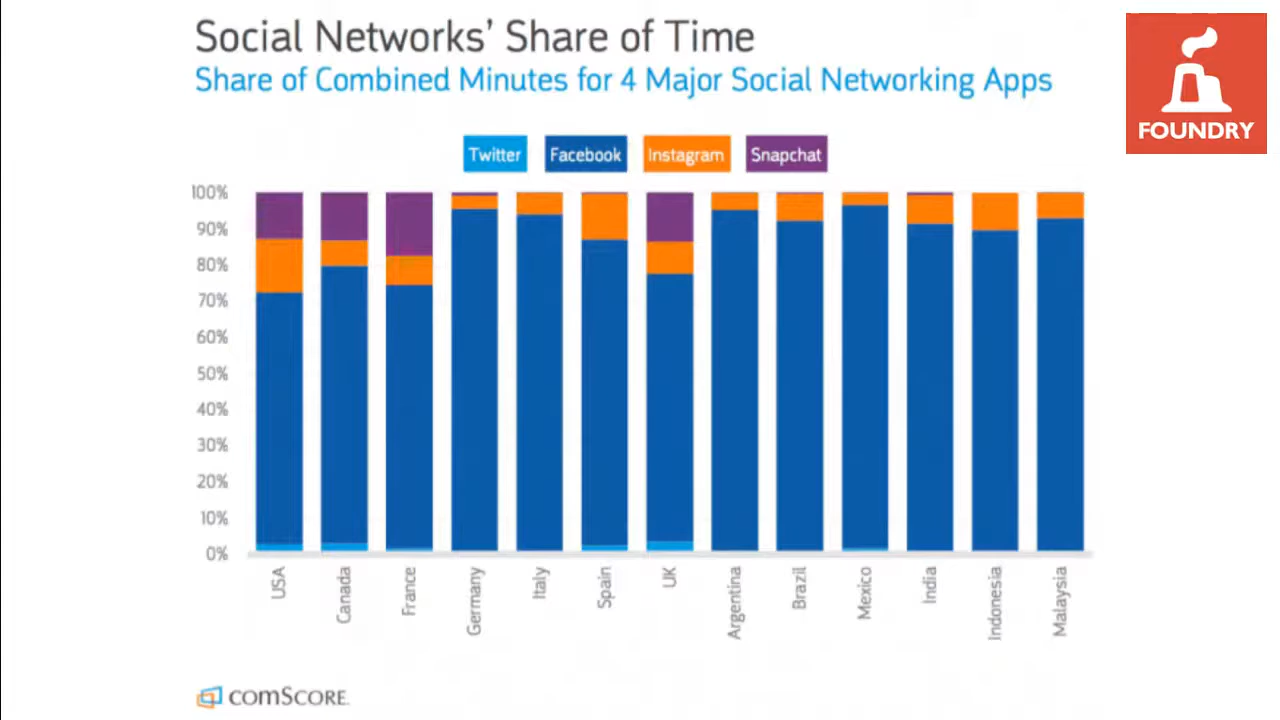 Social Networks’ Share of Time
Share of Combined Minutes for 4 Major Social Networking Apps
FOUNDRY
Twitter Facebook Instagram Snapchat
100%
90%
80%
70%
60%
50%
40%
30%
20%
10%
0%
USA
Canada
France
Germany
Italy
Spain
UK
Argentina
Brazil
Mexico
India
Indonesia
Malaysia
comSCORE